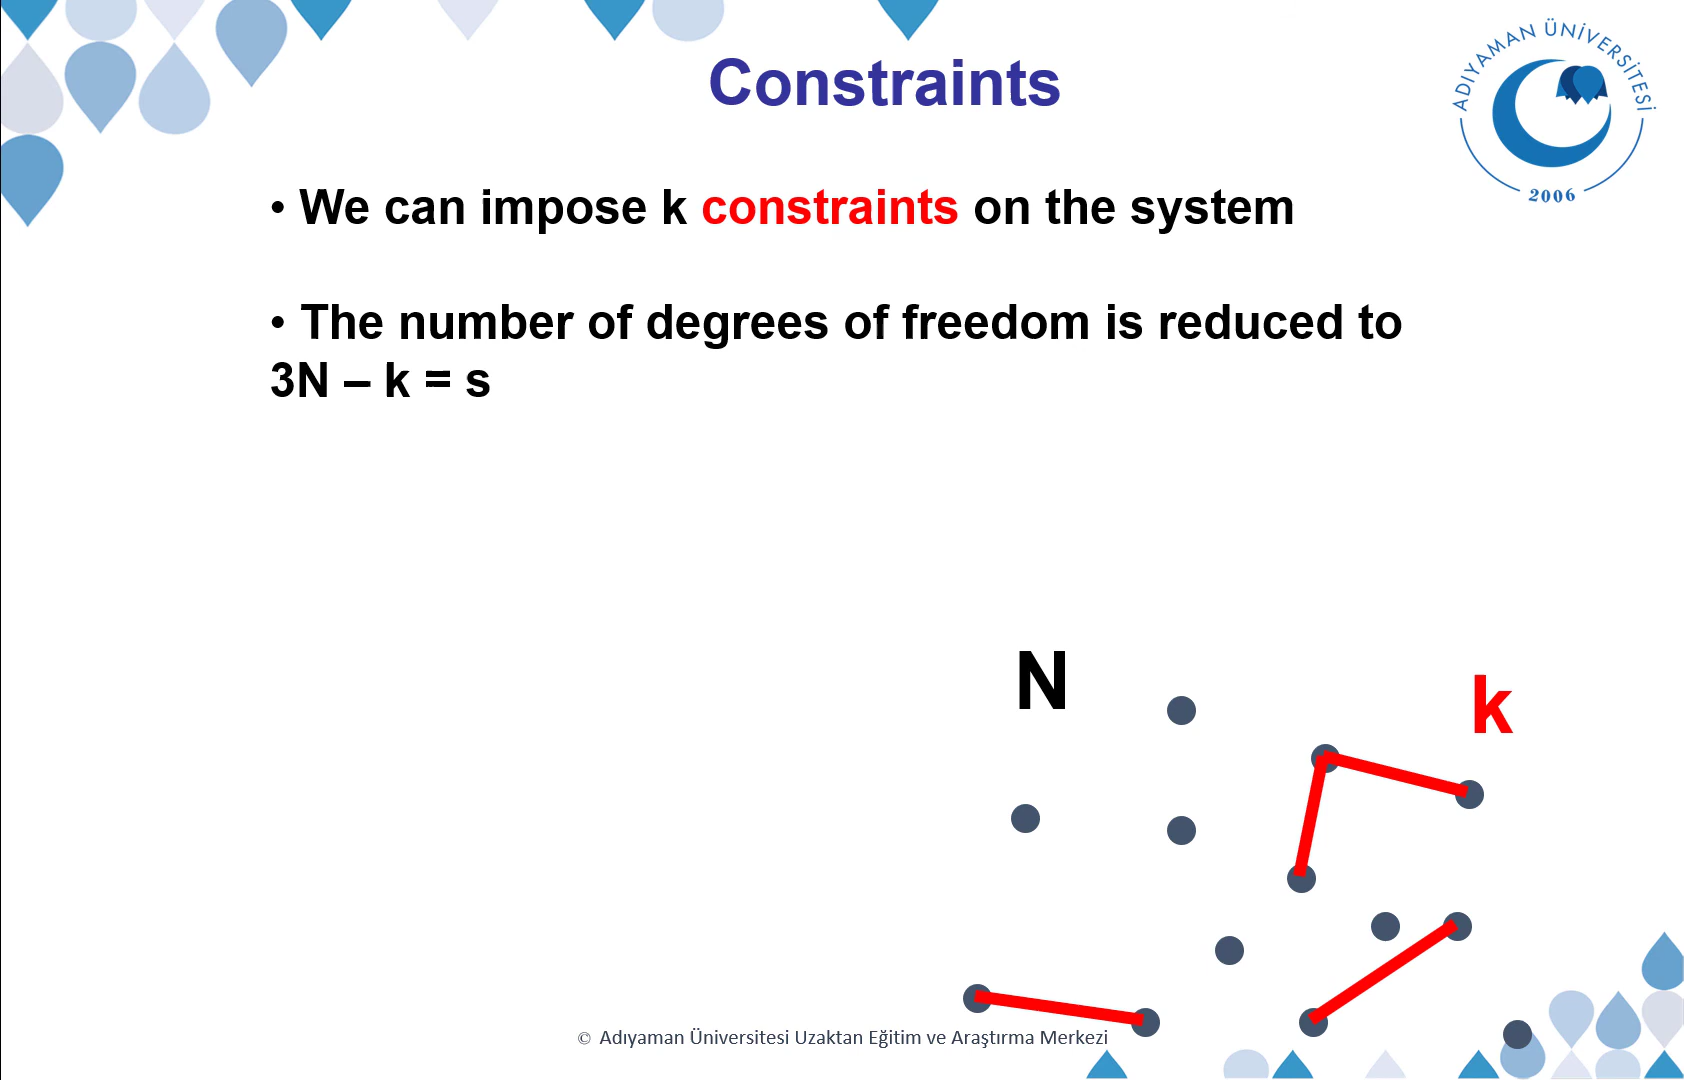 Constraints
ADIYAMAN ÜNİVERSİTESİ
2006
• We can impose k constraints on the system
• The number of degrees of freedom is reduced to
3N – k = s
N
k
© Adıyaman Üniversitesi Uzaktan Eğitim ve Araştırma Merkezi